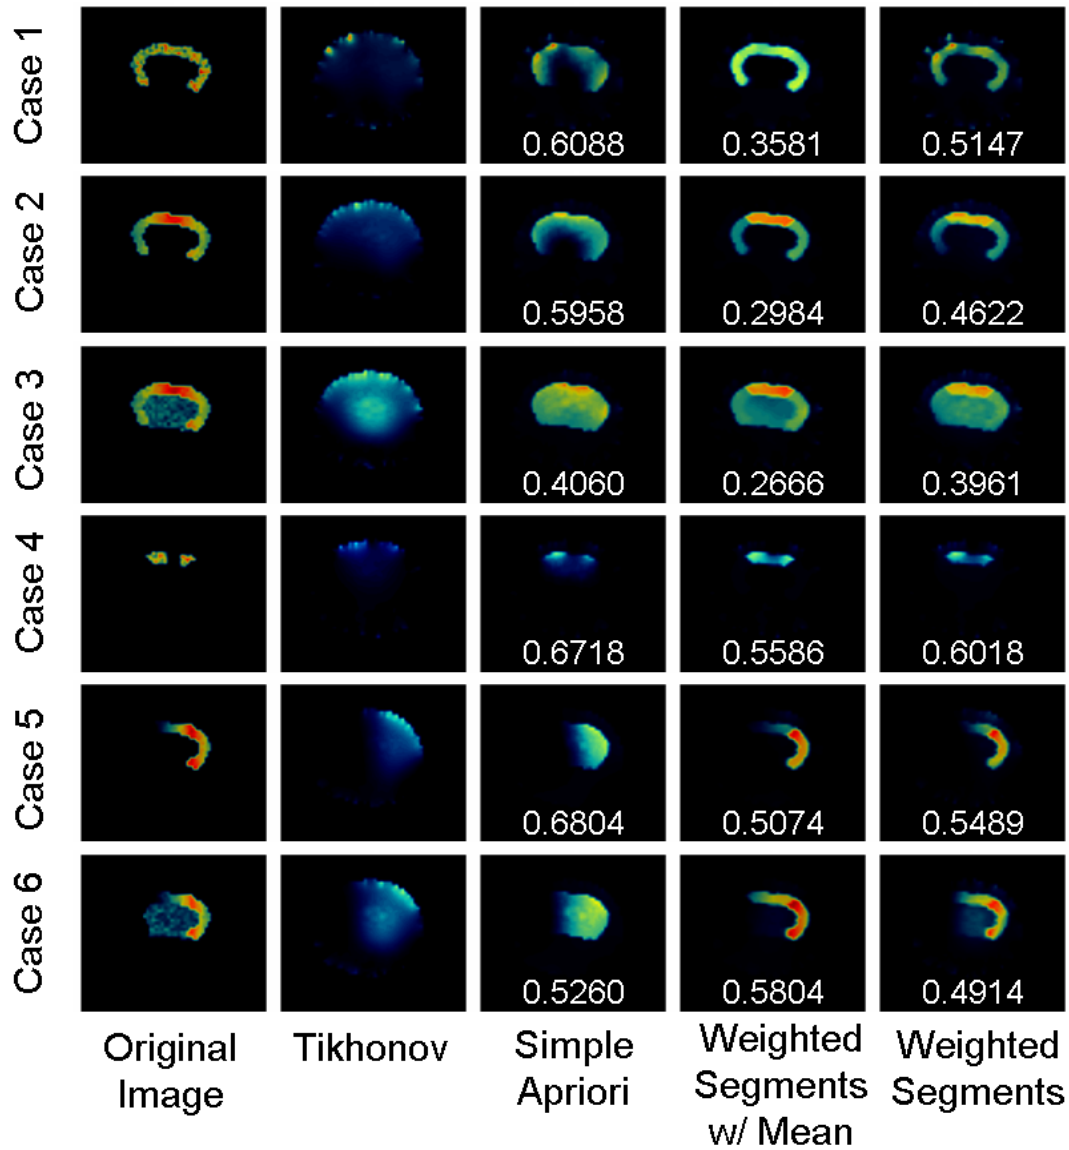 Case 1
0.6088
0.3581
0.5147
Case 2
0.5958
0.2984
0.4622
Case 3
0.4060
0.2666
0.3961
Case 4
0.6718
0.5586
0.6018
Case 5
0.6804
0.5074
0.5489
Case 6
0.5260
0.5804
0.4914
Original
Image
Tikhonov
Simple
Apriori
Weighted
Segments
w/ Mean
Weighted
Segments